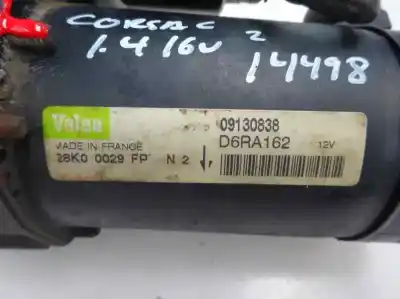 CORSA C
1.4 16V 2
14498
Valeo
09130838
MADE IN FRANCE
D6RA162 12V
28K0 0029 FP N 2